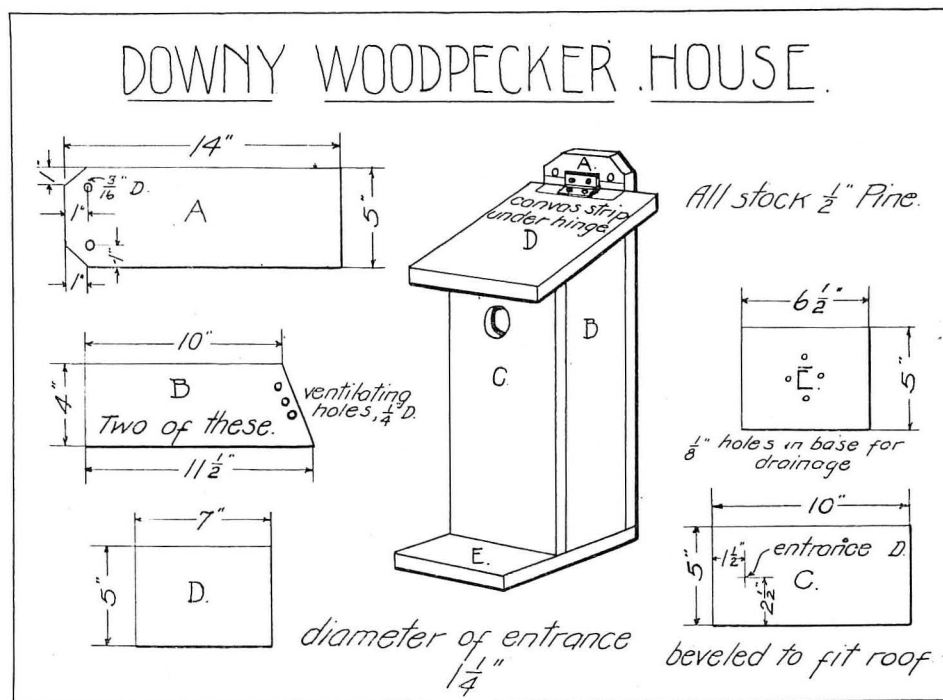 DOWNY WOODPECKER .HOUSE.
14"
1"
3/16" D.
1"
A
5"
1"
1"
A.
canvas strip
under hinge
D
B
C.
E.
All stock 1/2" Pine.
10"
4"
B
Two of these.
ventilating
holes, 1/4" D.
11 1/2"
6 1/2"
E.
5"
1/8" holes in base for
drainage
7"
5"
D.
10"
5"
1 1/2"
entrance D.
C.
2 1/2"
beveled to fit roof
diameter of entrance
1 1/4"